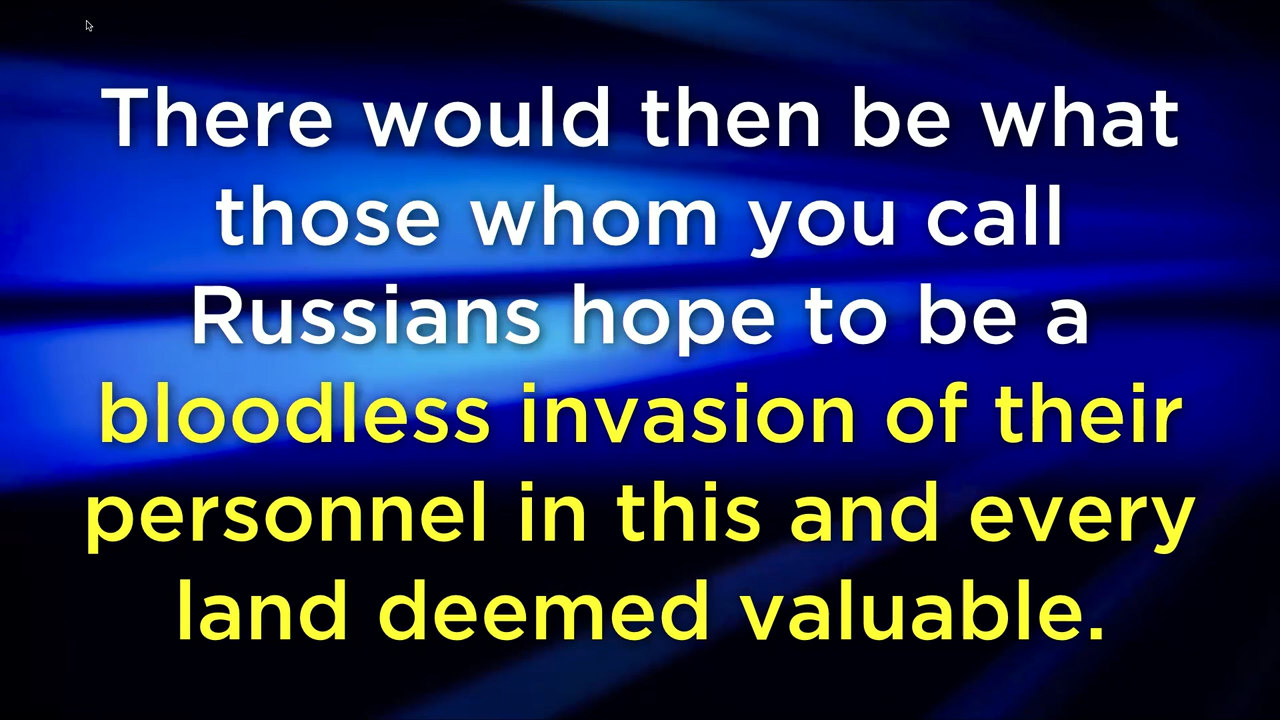 There would then be what
those whom you call
Russians hope to be a
bloodless invasion of their
personnel in this and every
land deemed valuable.